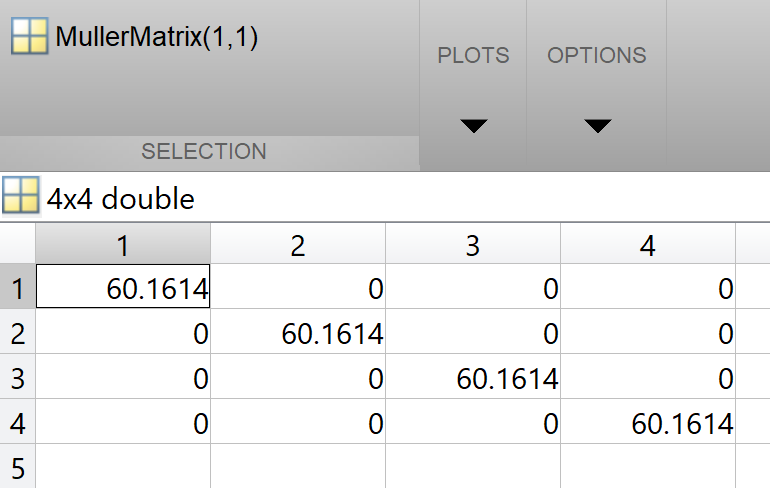 MullerMatrix(1,1)
PLOTS OPTIONS
SELECTION
4x4 double
1 2 3 4
1 60.1614 0 0 0
2 0 60.1614 0 0
3 0 0 60.1614 0
4 0 0 0 60.1614
5